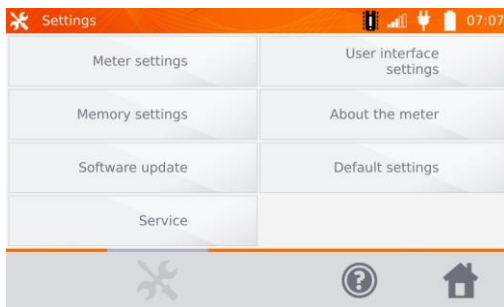 Settings
07:07
Meter settings
User interface
settings
Memory settings
About the meter
Software update
Default settings
Service
?